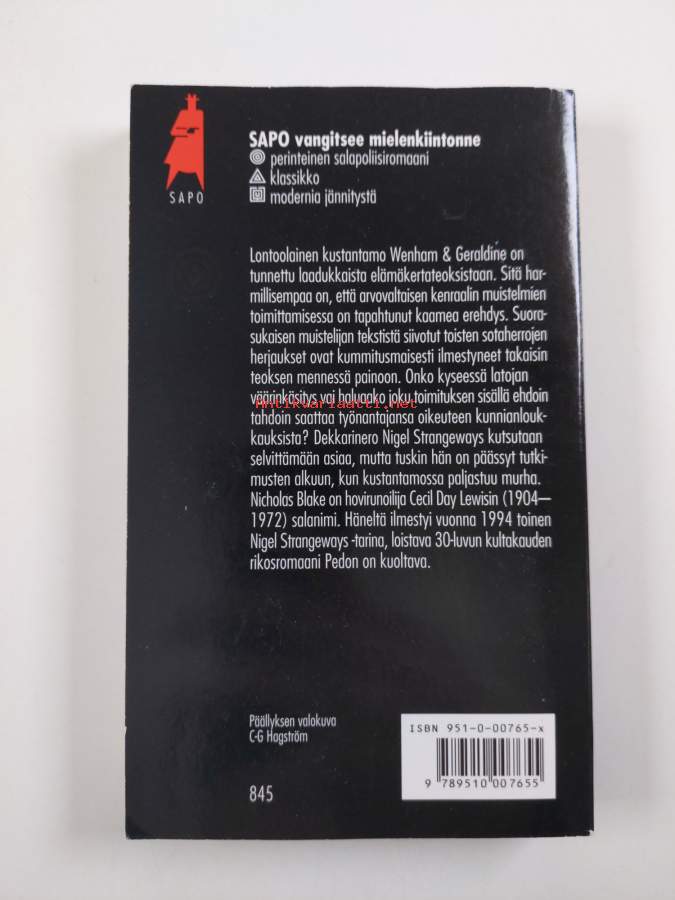 SAPO
SAPO vangitsee mielenkiintonne
perinteinen salapoliisiromaani
klassikko
modernia jännitystä
Lontoolainen kustantamo Wenham & Geraldine on
tunnettu laadukkaista elämäkertateoksistaan. Sitä har-
millisempaa on, että arvovaltaisen kenraalin muistelmien
toimittamisessa on tapahtunut kaamea erehdys. Suora-
sukaisen muistelijan tekstistä siivotut toisten sotaherrojen
herjaukset ovat kummitusmaisesti ilmestyneet takaisin
teoksen mennessä painoon. Onko kyseessä latojan
väärinkäsitys vai haluaako joku toimituksen sisällä ehdoin
Antikvariaatti.net
tahdoin saattaa työnantajansa oikeuteen kunnianlouk-
kauksista? Dekkarinero Nigel Strangeways kutsutaan
selvittämään asiaa, mutta tuskin hän on päässyt tutki-
musten alkuun, kun kustantamossa paljastuu murha.
Nicholas Blake on hovirunoilija Cecil Day Lewisin (1904—
1972) salanimi. Häneltä ilmestyi vuonna 1994 toinen
Nigel Strangeways -tarina, loistava 30-luvun kultakauden
rikosromaani Pedon on kuoltava.
Päällyksen valokuva
C-G Hagström
845
ISBN 951-0-00765-x
9 789510 007655